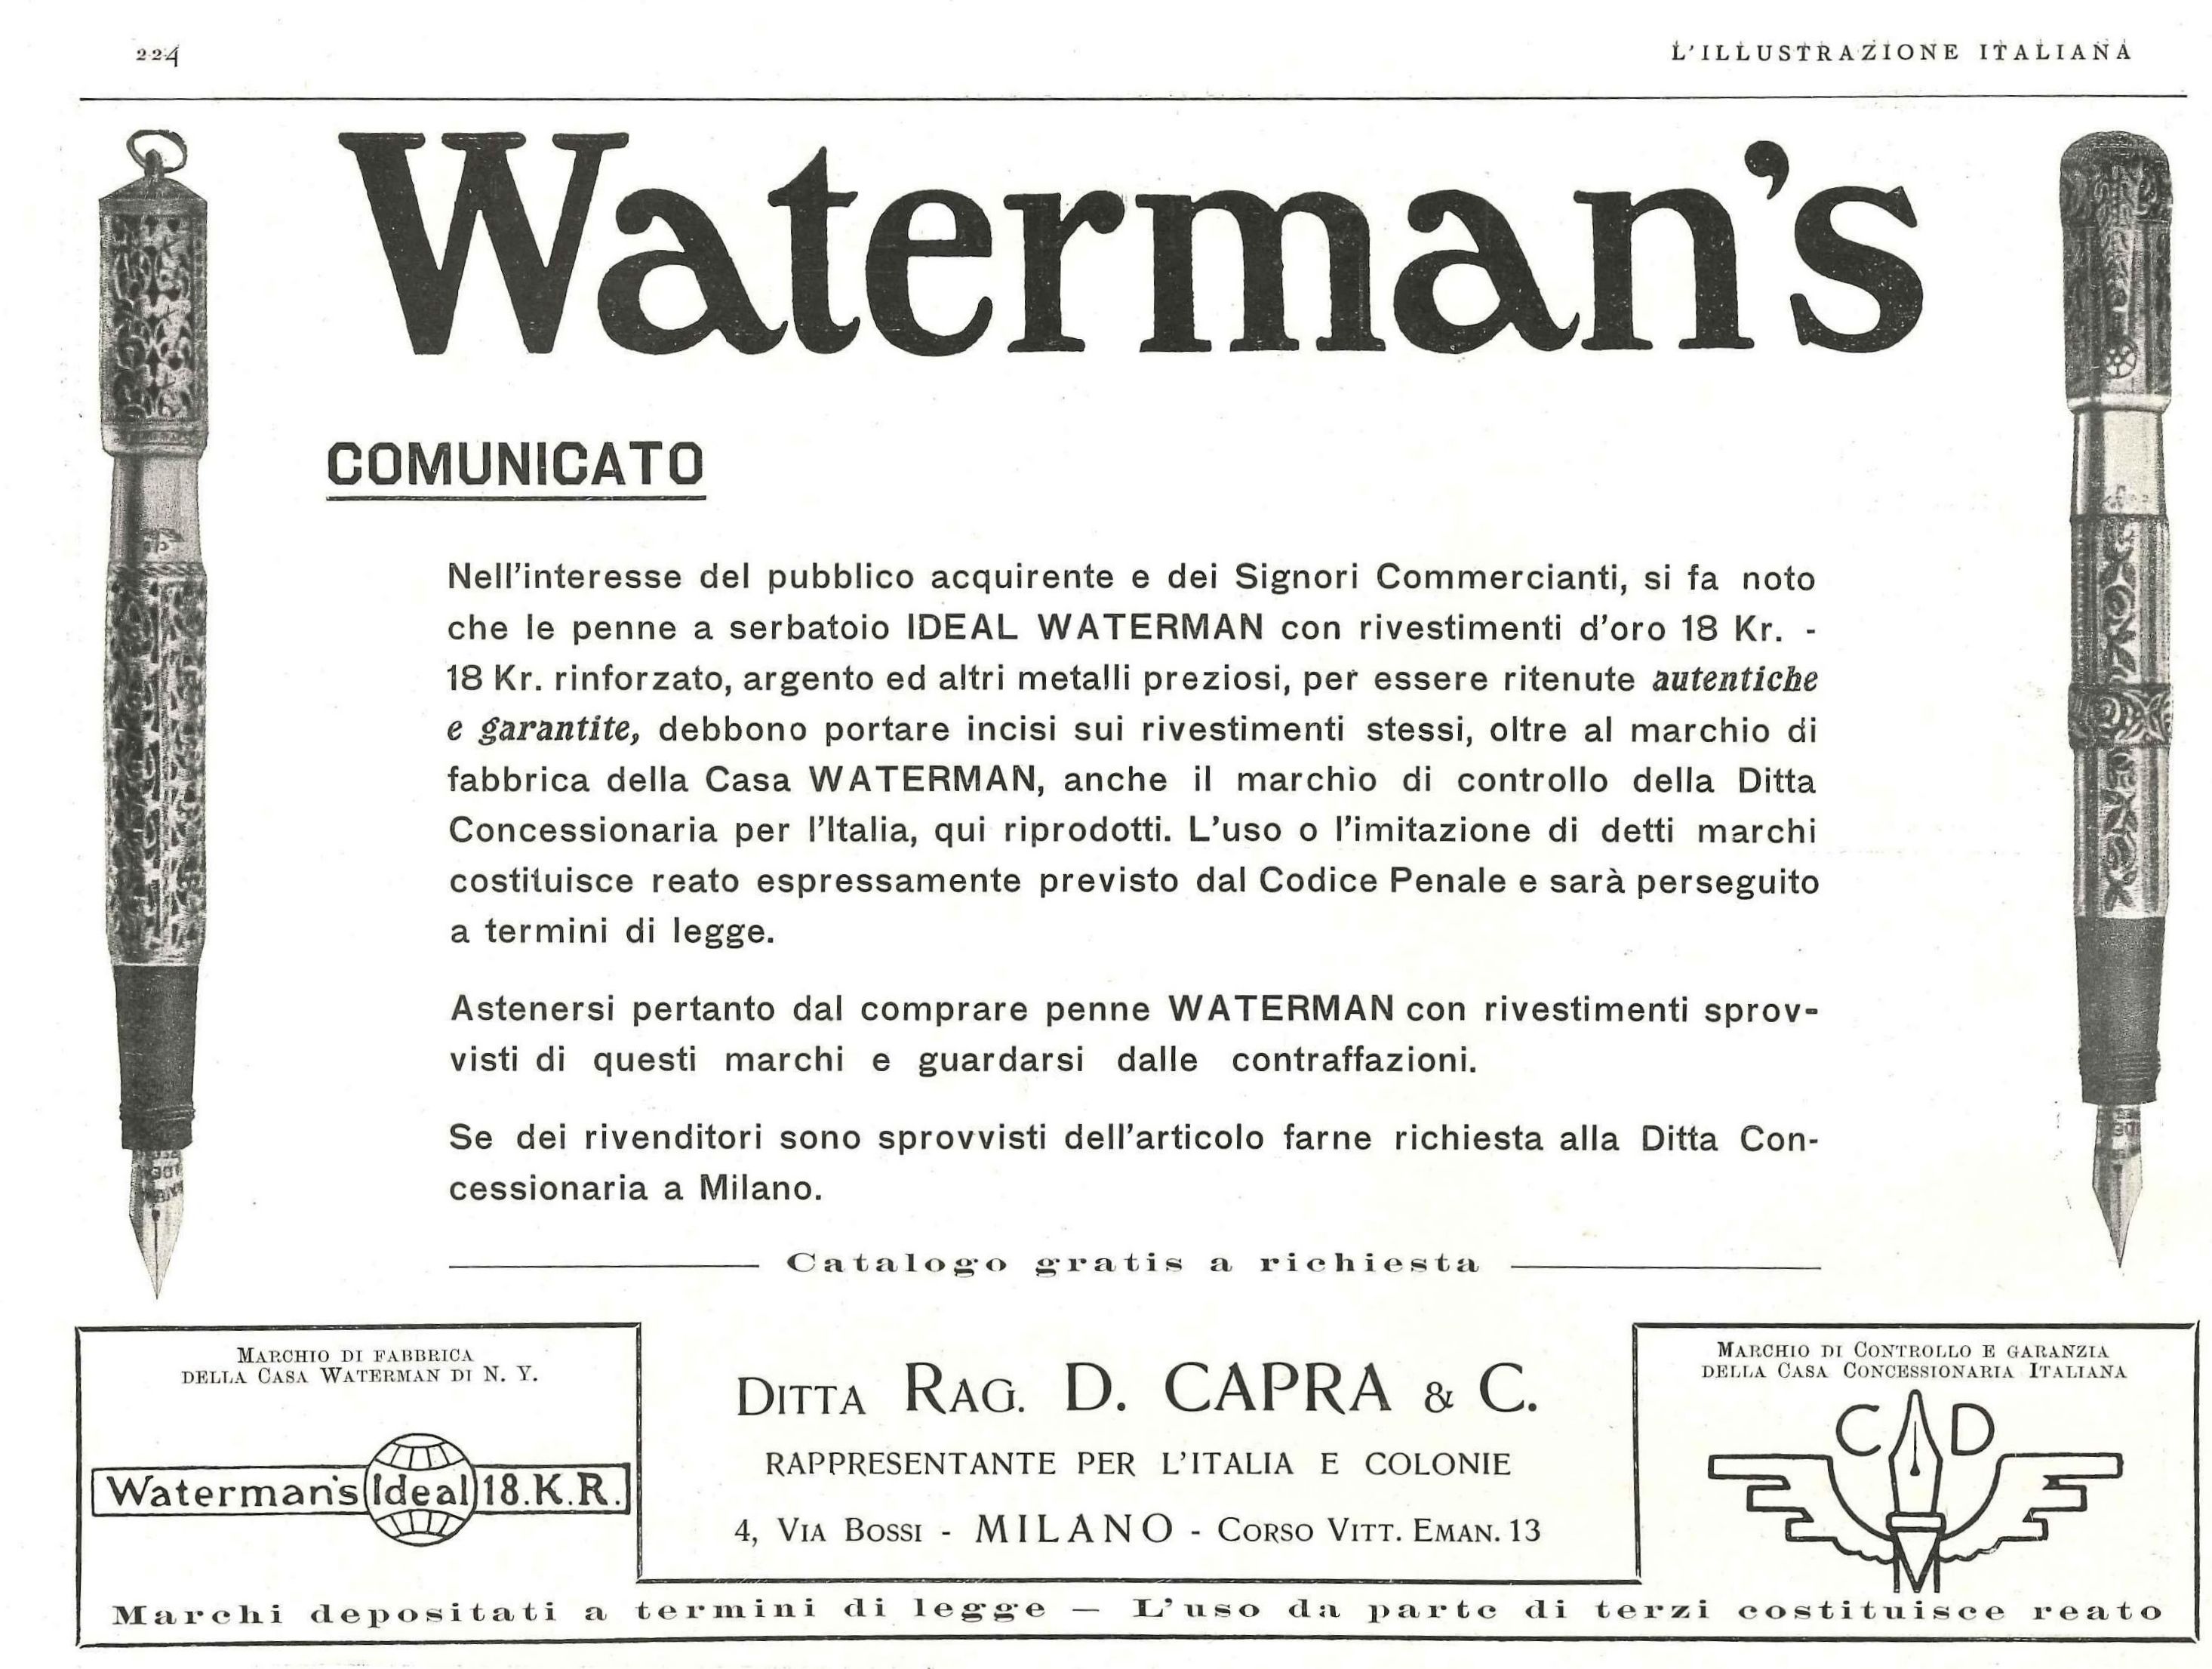 224
L'ILLUSTRAZIONE ITALIANA
Waterman's
COMUNICATO
Nell'interesse del pubblico acquirente e dei Signori Commercianti, si fa noto
che le penne a serbatoio IDEAL WATERMAN con rivestimenti d'oro 18 Kr. -
18 Kr. rinforzato, argento ed altri metalli preziosi, per essere ritenute autentiche
e garantite, debbono portare incisi sui rivestimenti stessi, oltre al marchio di
fabbrica della Casa WATERMAN, anche il marchio di controllo della Ditta
Concessionaria per l'Italia, qui riprodotti. L'uso o l'imitazione di detti marchi
costituisce reato espressamente previsto dal Codice Penale e sarà perseguito
a termini di legge.
Astenersi pertanto dal comprare penne WATERMAN con rivestimenti sprov-
visti di questi marchi e guardarsi dalle contraffazioni.
Se dei rivenditori sono sprovvisti dell'articolo farne richiesta alla Ditta Con-
cessionaria a Milano.
Catalogo gratis a richiesta
MARCHIO DI FABBRICA
DELLA CASA WATERMAN DI N. Y.
Waterman's Ideal 18.K.R.
DITTA RAG. D. CAPRA & C.
RAPPRESENTANTE PER L'ITALIA E COLONIE
4, VIA BOSSI - MILANO - CORSO VITT. EMAN. 13
MARCHIO DI CONTROLLO E GARANZIA
DELLA CASA CONCESSIONARIA ITALIANA
C D
M
Marchi depositati a termini di legge — L'uso da parte di terzi costituisce reato